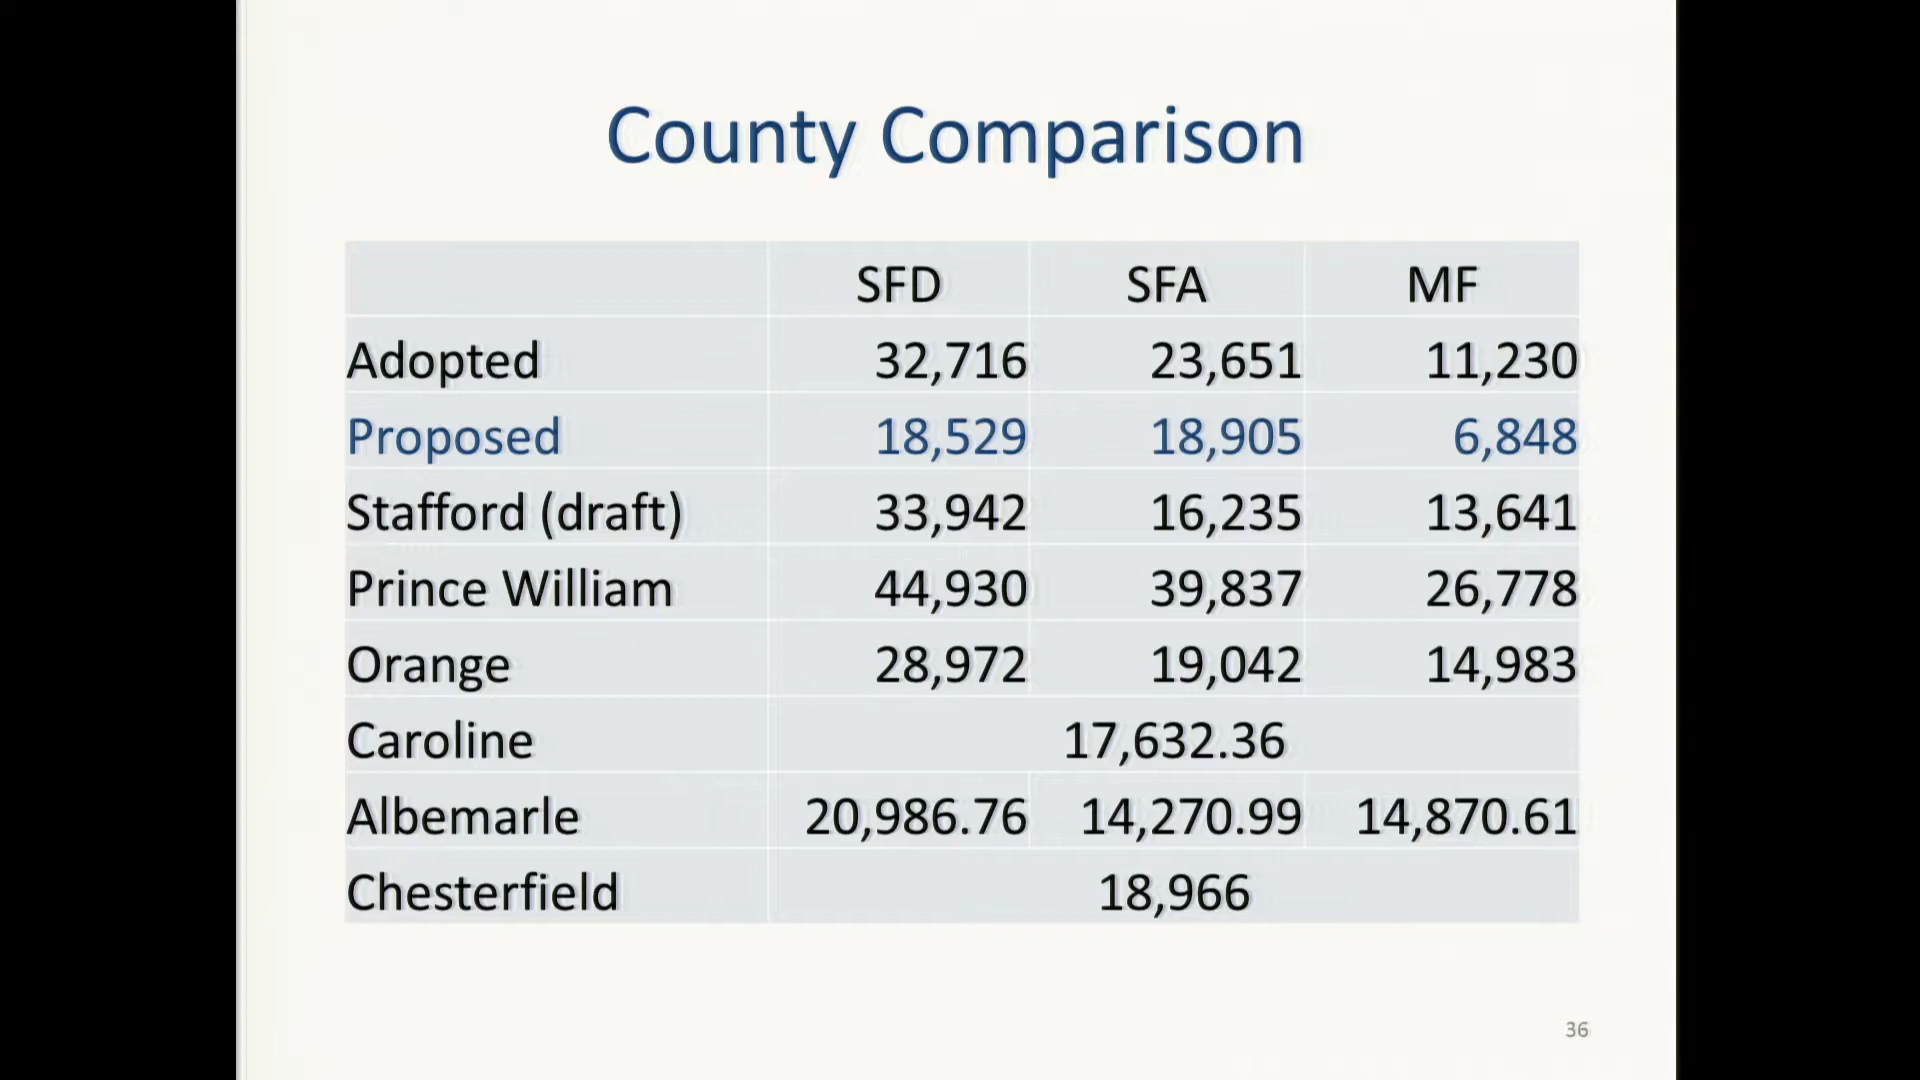 County Comparison
SFD SFA MF
Adopted 32,716 23,651 11,230
Proposed 18,529 18,905 6,848
Stafford (draft) 33,942 16,235 13,641
Prince William 44,930 39,837 26,778
Orange 28,972 19,042 14,983
Caroline 17,632.36
Albemarle 20,986.76 14,270.99 14,870.61
Chesterfield 18,966
36